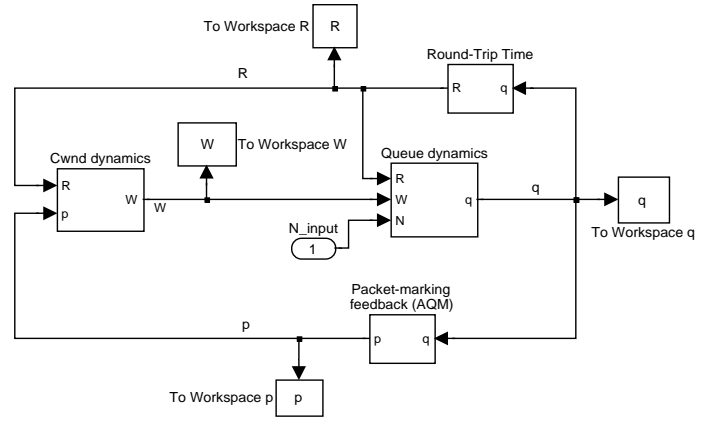 To Workspace R
R
Round-Trip Time
R
R
q
Cwnd dynamics
W
To Workspace W
Queue dynamics
R
W
W
p
R
W
q
N
q
q
To Workspace q
N_input
1
Packet-marking
feedback (AQM)
p
p
q
To Workspace p
p